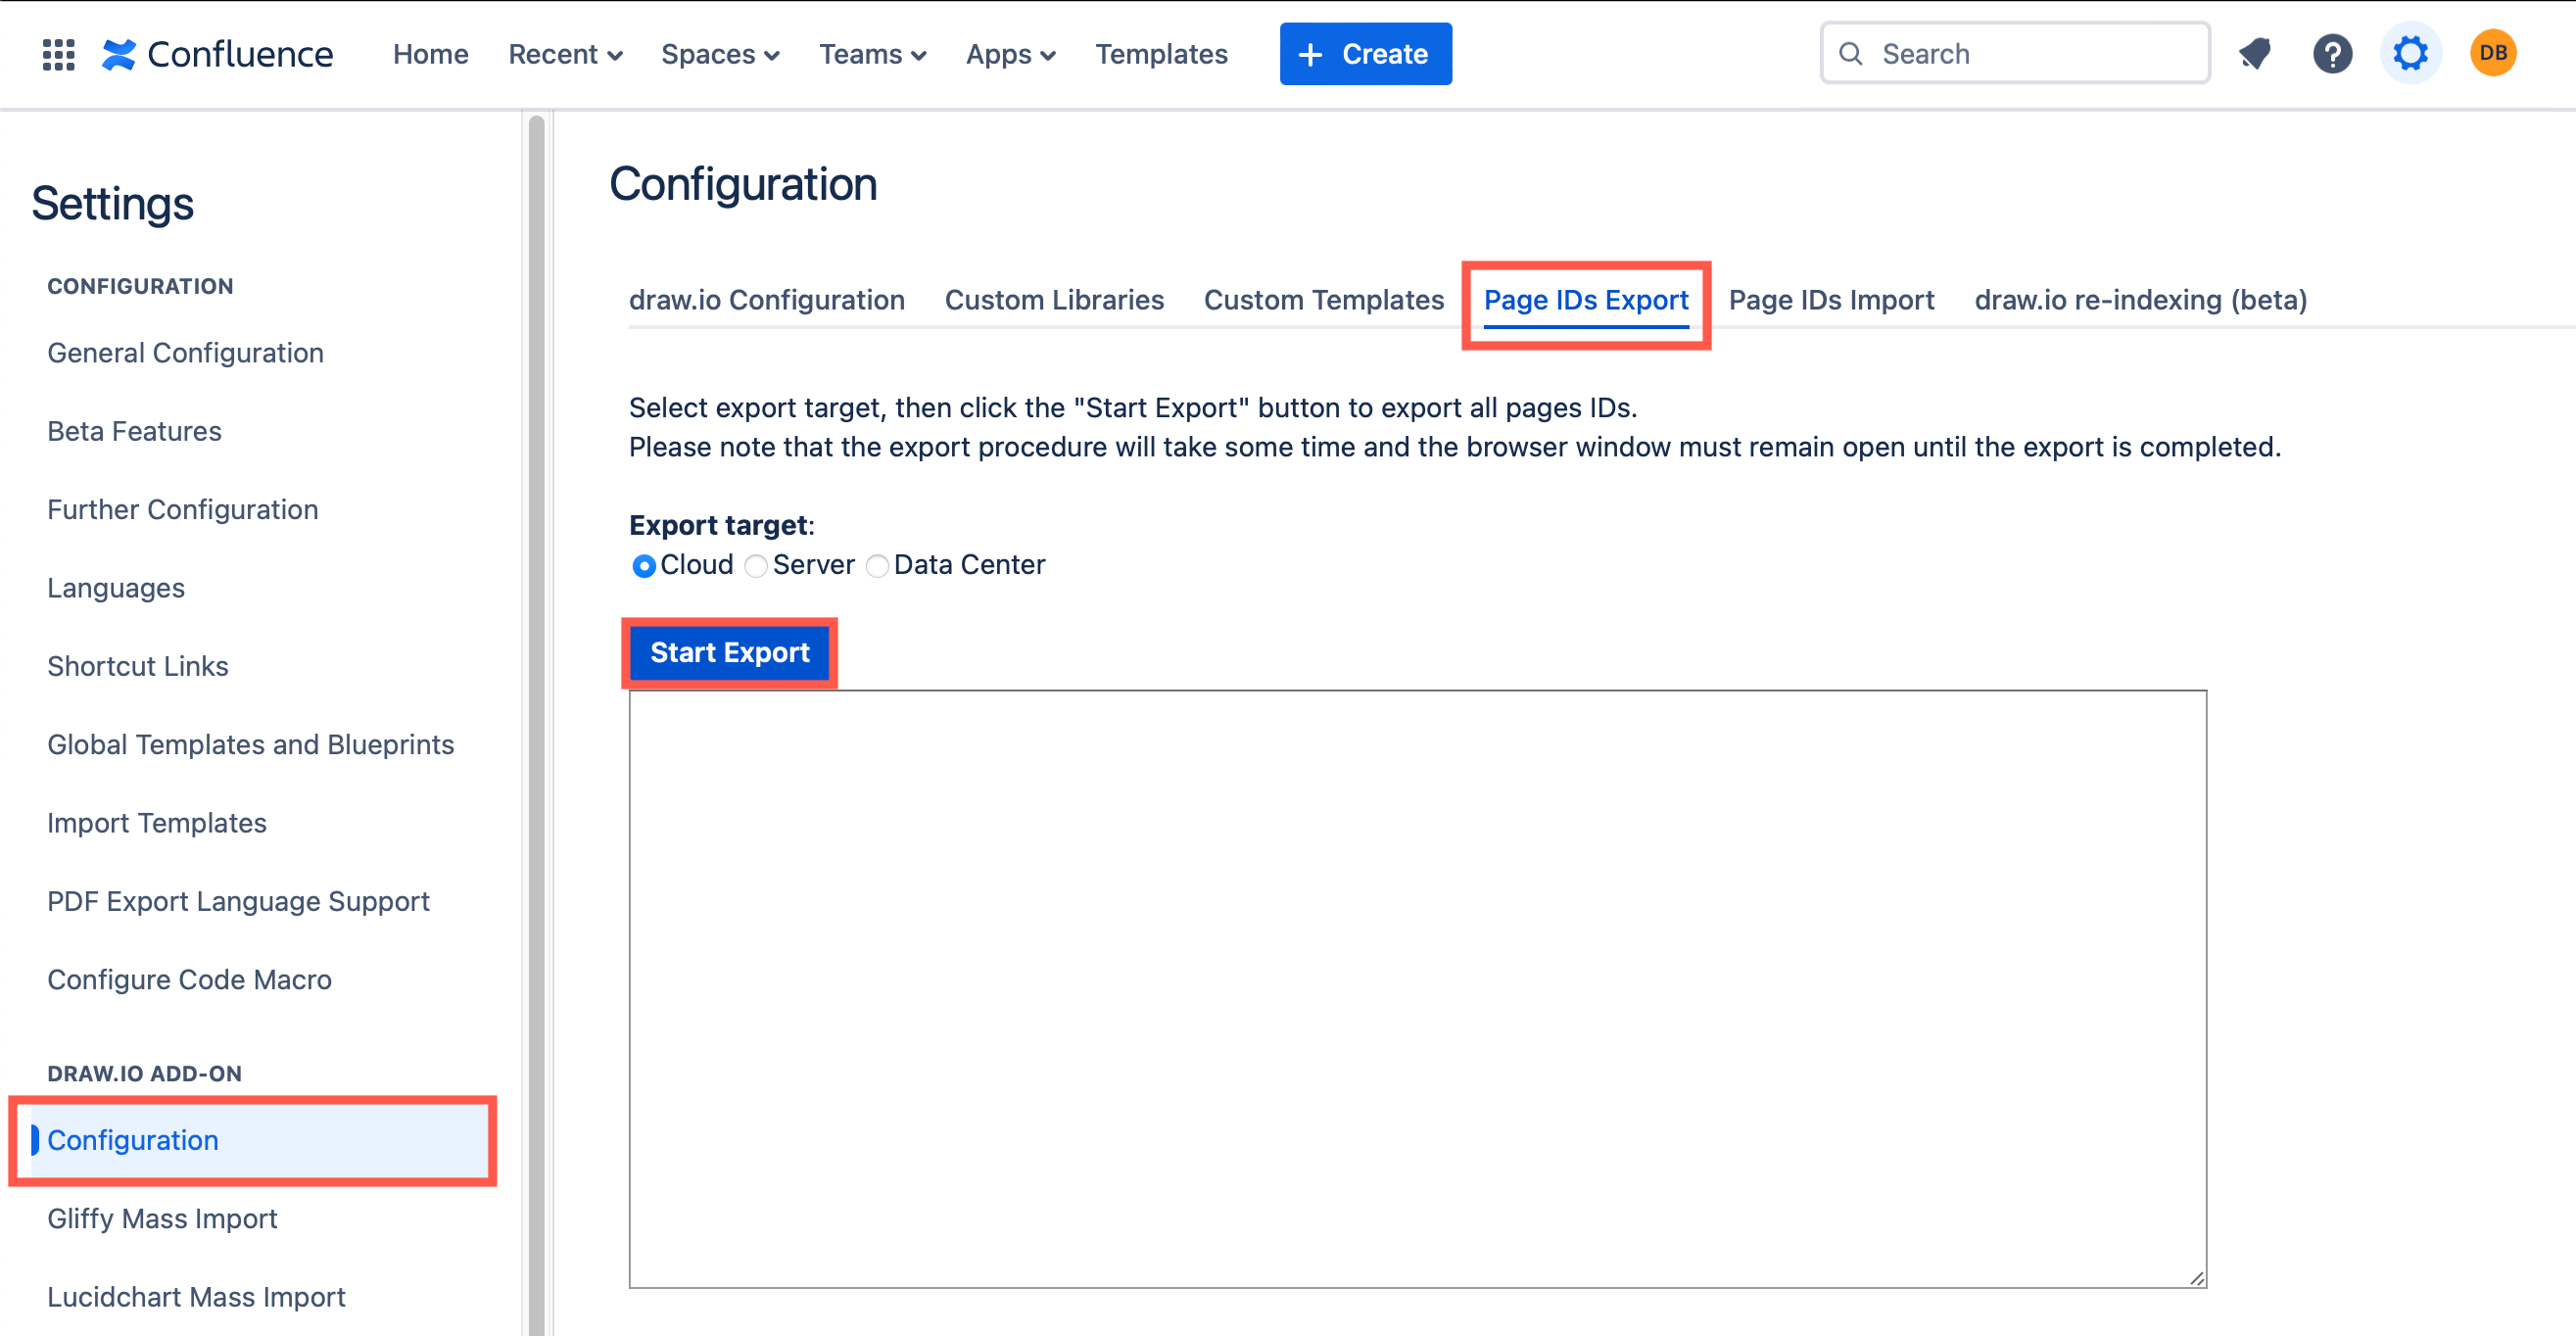 Confluence Home Recent Spaces Teams Apps Templates + Create Search ? DB
Settings
CONFIGURATION
General Configuration
Beta Features
Further Configuration
Languages
Shortcut Links
Global Templates and Blueprints
Import Templates
PDF Export Language Support
Configure Code Macro
DRAW.IO ADD-ON
Configuration
Gliffy Mass Import
Lucidchart Mass Import
Configuration
draw.io Configuration Custom Libraries Custom Templates Page IDs Export Page IDs Import draw.io re-indexing (beta)
Select export target, then click the "Start Export" button to export all pages IDs.
Please note that the export procedure will take some time and the browser window must remain open until the export is completed.
Export target:
Cloud Server Data Center
Start Export